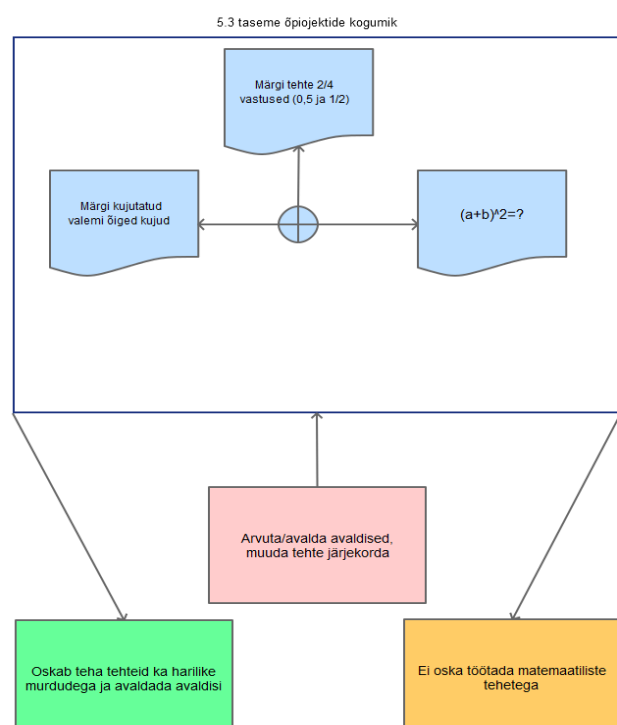 5.3 taseme õpiojektide kogumik
Märgi tehte 2/4
vastused (0,5 ja 1/2)
Märgi kujutatud
valemi õiged kujud
(a+b)^2=?
Arvuta/avalda avaldised,
muuda tehte järjekorda
Oskab teha tehteid ka harilike
murdudega ja avaldada avaldisi
Ei oska töötada matemaatiliste
tehetega